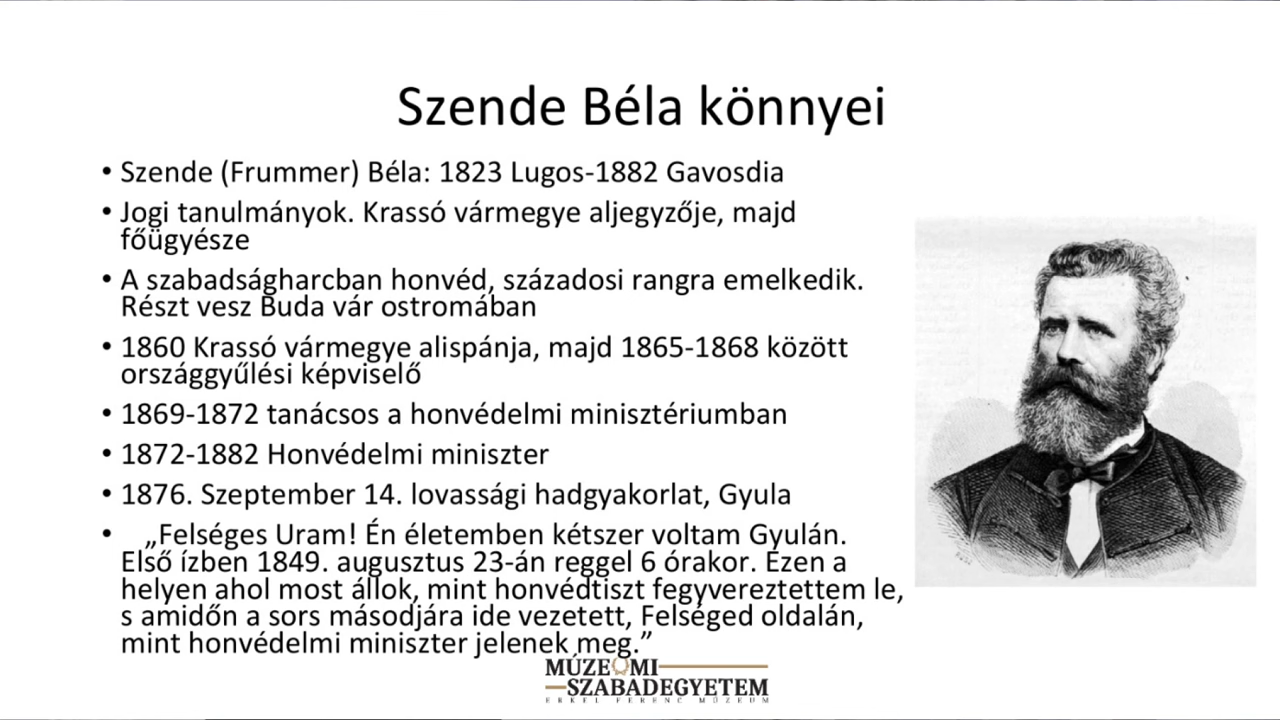 Szende Béla könnyei
• Szende (Frummer) Béla: 1823 Lugos-1882 Gavosdia
• Jogi tanulmányok. Krassó vármegye aljegyzője, majd
főügyésze
• A szabadságharcban honvéd, századosi rangra emelkedik.
Részt vesz Buda vár ostromában
• 1860 Krassó vármegye alispánja, majd 1865-1868 között
országgyűlési képviselő
• 1869-1872 tanácsos a honvédelmi minisztériumban
• 1872-1882 Honvédelmi miniszter
• 1876. Szeptember 14. lovassági hadgyakorlat, Gyula
• „Felséges Uram! Én életemben kétszer voltam Gyulán.
Első ízben 1849. augusztus 23-án reggel 6 órakor. Ezen a
helyen ahol most állok, mint honvédtiszt fegyvereztettem le,
s amidőn a sors másodjára ide vezetett, Felséged oldalán,
mint honvédelmi miniszter jelenek meg.”
MÚZEOMI
SZABADEGYETEM
ERKEL FERENC MÚZEUM